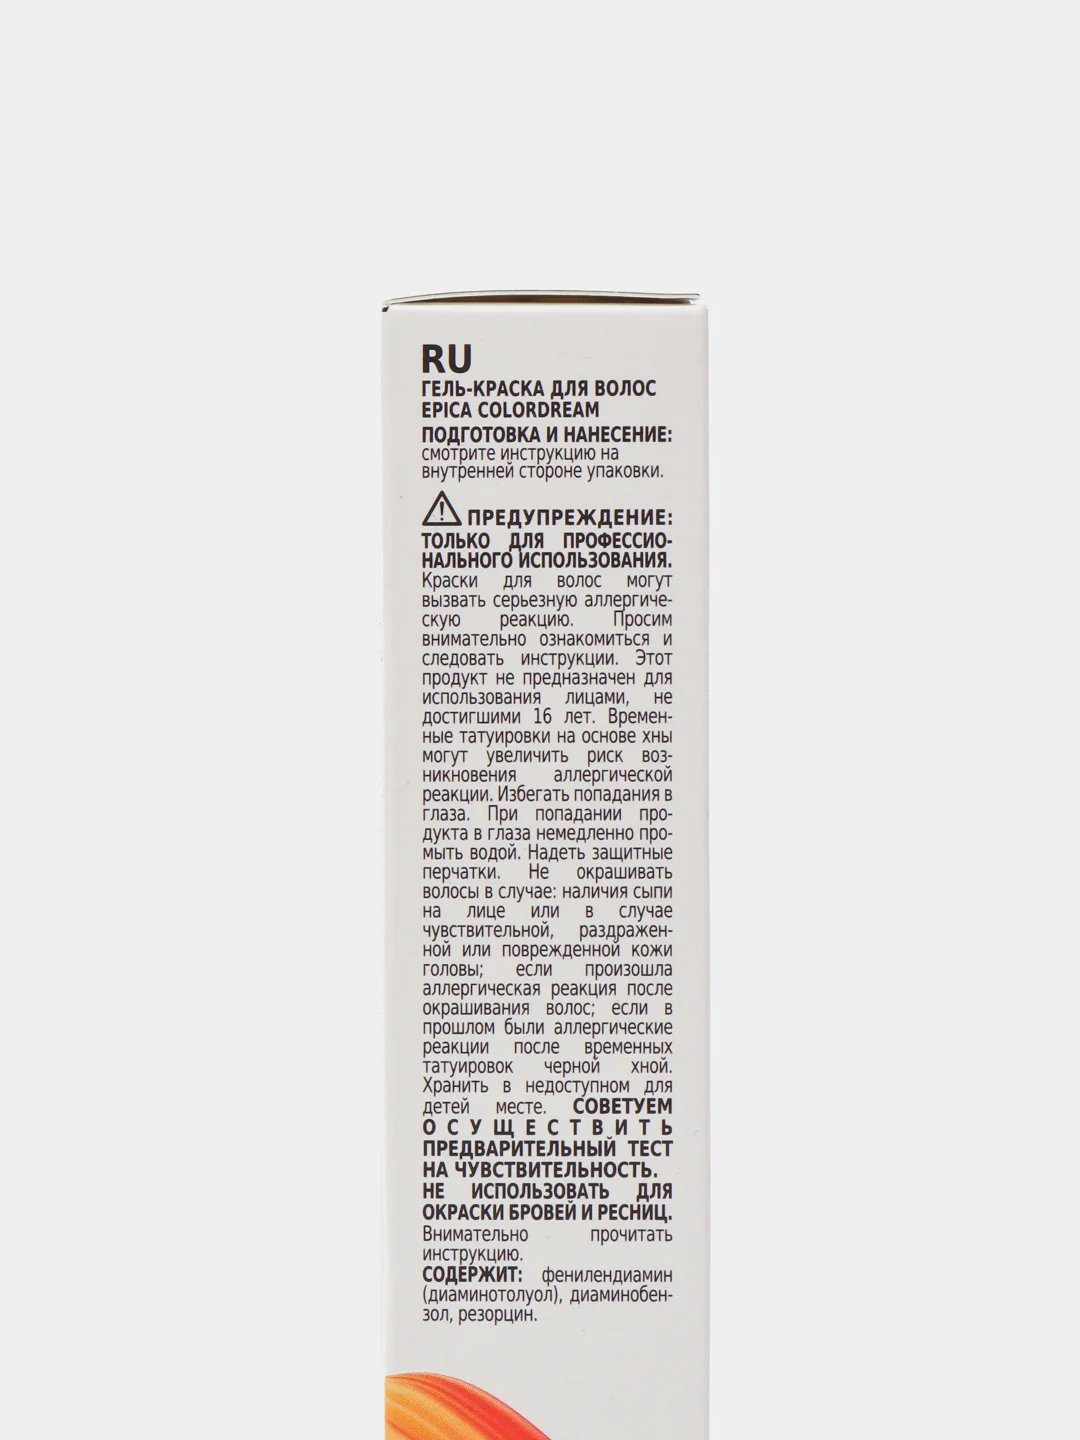 RU
ГЕЛЬ-КРАСКА ДЛЯ ВОЛОС
EPICA COLORDREAM
ПОДГОТОВКА И НАНЕСЕНИЕ:
смотрите инструкцию на
внутренней стороне упаковки.
ПРЕДУПРЕЖДЕНИЕ:
ТОЛЬКО ДЛЯ ПРОФЕССИО-
НАЛЬНОГО ИСПОЛЬЗОВАНИЯ.
Краски для волос могут
вызвать серьезную аллергиче-
скую реакцию. Просим
внимательно ознакомиться и
следовать инструкции. Этот
продукт не предназначен для
использования лицами, не
достигшими 16 лет. Времен-
ные татуировки на основе хны
могут увеличить риск воз-
никновения аллергической
реакции. Избегать попадания в
глаза. При попадании про-
дукта в глаза немедленно про-
мыть водой. Надеть защитные
перчатки. Не окрашивать
волосы в случае: наличия сыпи
на лице или в случае
чувствительной, раздражен-
ной или поврежденной кожи
головы; если произошла
аллергическая реакция после
окрашивания волос; если в
прошлом были аллергические
реакции после временных
татуировок черной хной.
Хранить в недоступном для
детей месте. СОВЕТУЕМ
ОСУЩЕСТВИТЬ
ПРЕДВАРИТЕЛЬНЫЙ ТЕСТ
НА ЧУВСТВИТЕЛЬНОСТЬ.
НЕ ИСПОЛЬЗОВАТЬ ДЛЯ
ОКРАСКИ БРОВЕЙ И РЕСНИЦ.
Внимательно прочитать
инструкцию.
СОДЕРЖИТ: фенилендиамин
(диаминотолуол), диаминобен-
зол, резорцин.